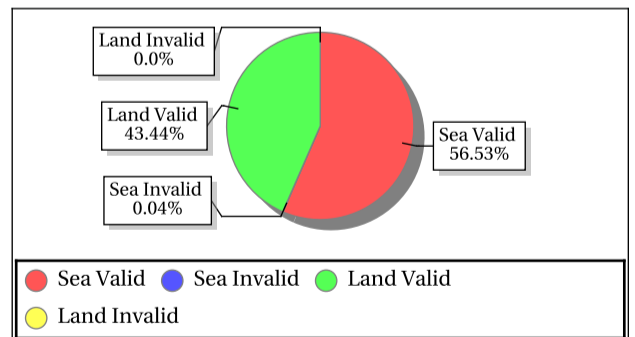 Land Invalid
0.0%
Land Valid
43.44%
Sea Valid
56.53%
Sea Invalid
0.04%
Sea Valid Sea Invalid Land Valid
Land Invalid